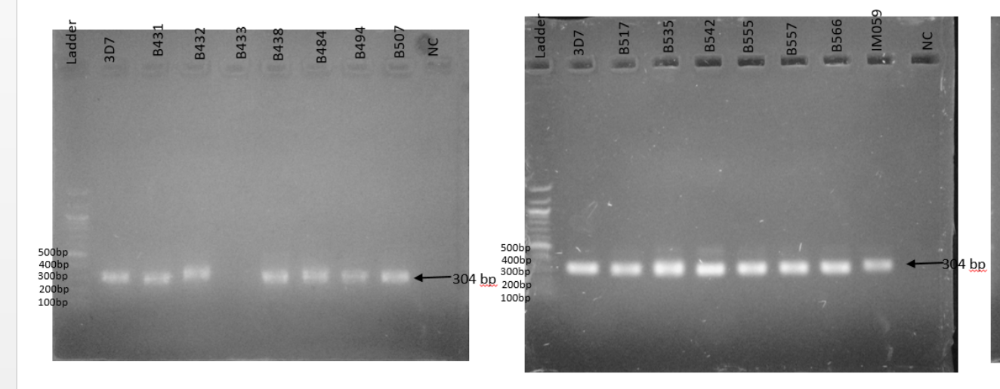 Ladder
3D7
B431
B432
B433
B438
B484
B494
B507
NC
500bp
400bp
300bp
200bp
100bp
304 bp
Ladder
3D7
B517
B535
B542
B555
B557
B566
IM059
NC
500bp
400bp
300bp
200bp
100bp
304 bp